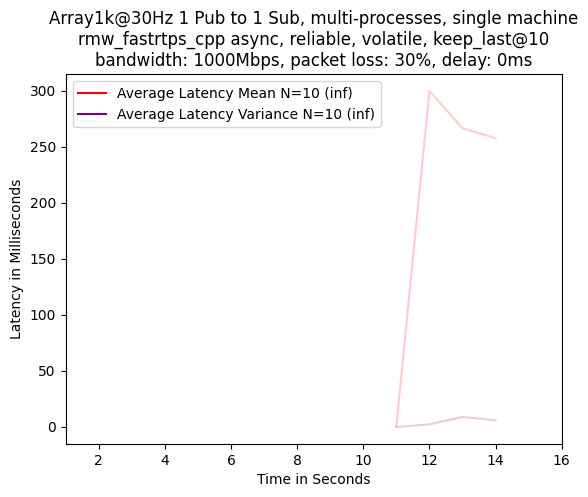 Array1k@30Hz 1 Pub to 1 Sub, multi-processes, single machine
rmw_fastrtps_cpp async, reliable, volatile, keep_last@10
bandwidth: 1000Mbps, packet loss: 30%, delay: 0ms
Average Latency Mean N=10 (inf)
Average Latency Variance N=10 (inf)
Latency in Milliseconds
300
250
200
150
100
50
0
2 4 6 8 10 12 14 16
Time in Seconds